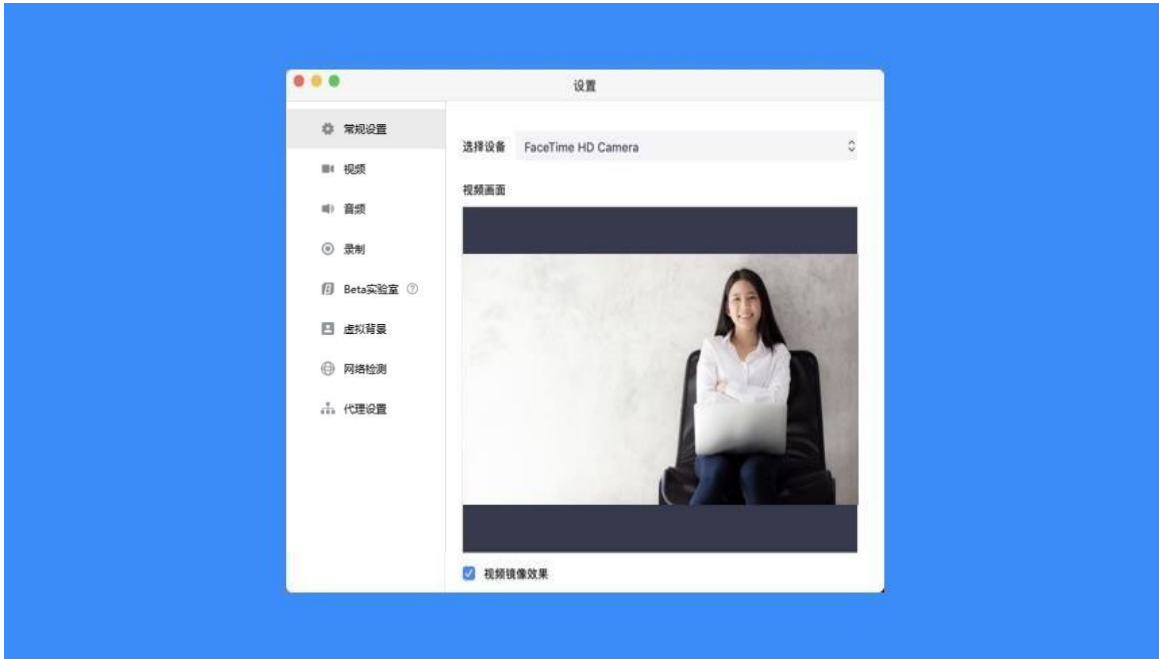 设置
常规设置
视频
音频
录制
Beta实验室
虚拟背景
网络检测
代理设置
选择设备 FaceTime HD Camera
视频画面
视频镜像效果